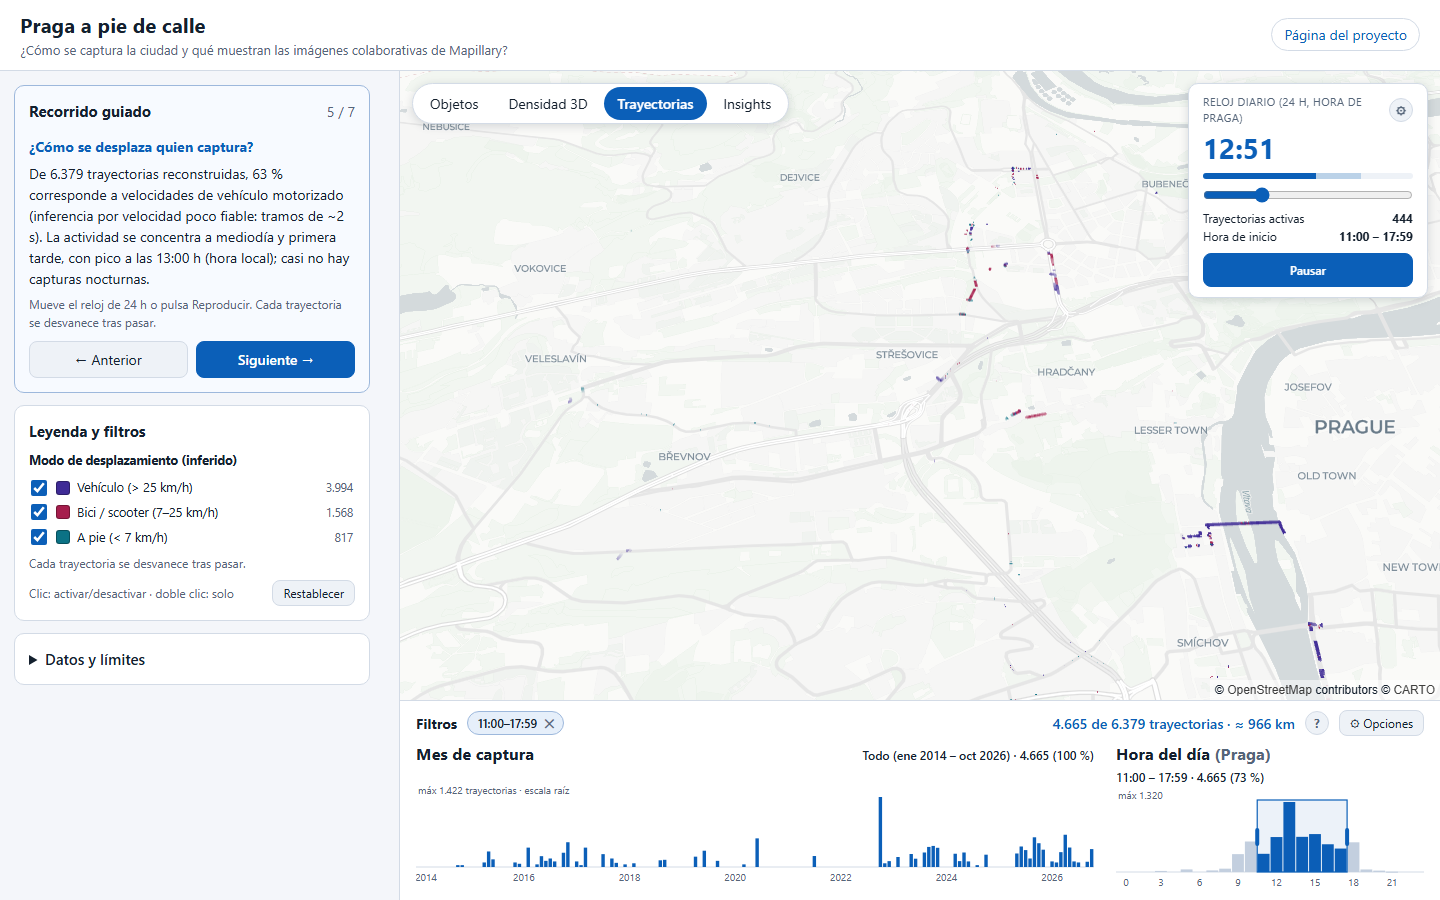 Praga a pie de calle
¿Cómo se captura la ciudad y qué muestran las imágenes colaborativas de Mapillary?
Página del proyecto
Recorrido guiado
5 / 7
¿Cómo se desplaza quien captura?
De 6.379 trayectorias reconstruidas, 63 %
corresponde a velocidades de vehículo motorizado
(inferencia por velocidad poco fiable: tramos de ~2
s). La actividad se concentra a mediodía y primera
tarde, con pico a las 13:00 h (hora local); casi no hay
capturas nocturnas.
Mueve el reloj de 24 h o pulsa Reproducir. Cada trayectoria
se desvanece tras pasar.
← Anterior
Siguiente →
Leyenda y filtros
Modo de desplazamiento (inferido)
Vehículo (> 25 km/h)
3.994
Bici / scooter (7–25 km/h)
1.568
A pie (< 7 km/h)
817
Cada trayectoria se desvanece tras pasar.
Clic: activar/desactivar · doble clic: solo
Restablecer
Datos y límites
Objetos
Densidad 3D
Trayectorias
Insights
NEBUŠICE
DEJVICE
BUBENEČ
VOKOVICE
VELESLAVÍN
STŘEŠOVICE
HRADČANY
JOSEFOV
LESSER TOWN
PRAGUE
BŘEVNOV
OLD TOWN
Vltava
NEW TOW
SMÍCHOV
RELOJ DIARIO (24 H, HORA DE
PRAGA)
12:51
Trayectorias activas
444
Hora de inicio
11:00 – 17:59
Pausar
© OpenStreetMap contributors © CARTO
Filtros
11:00–17:59
4.665 de 6.379 trayectorias · ≈ 966 km
?
Opciones
Mes de captura
Todo (ene 2014 – oct 2026) · 4.665 (100 %)
máx 1.422 trayectorias · escala raíz
2014
2016
2018
2020
2022
2024
2026
Hora del día (Praga)
11:00 – 17:59 · 4.665 (73 %)
máx 1.320
0
3
6
9
12
15
18
21